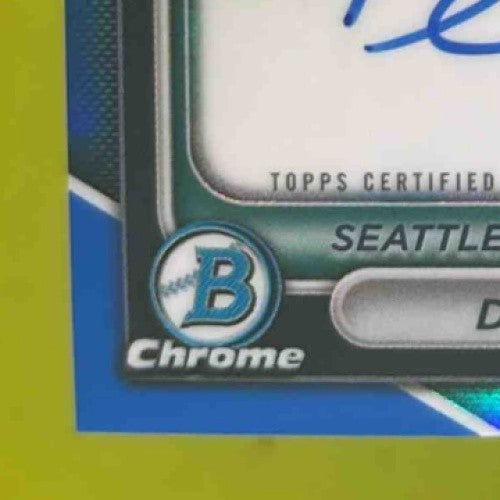 TOPPS CERTIFIED
SEATTLE
D
B
Chrome